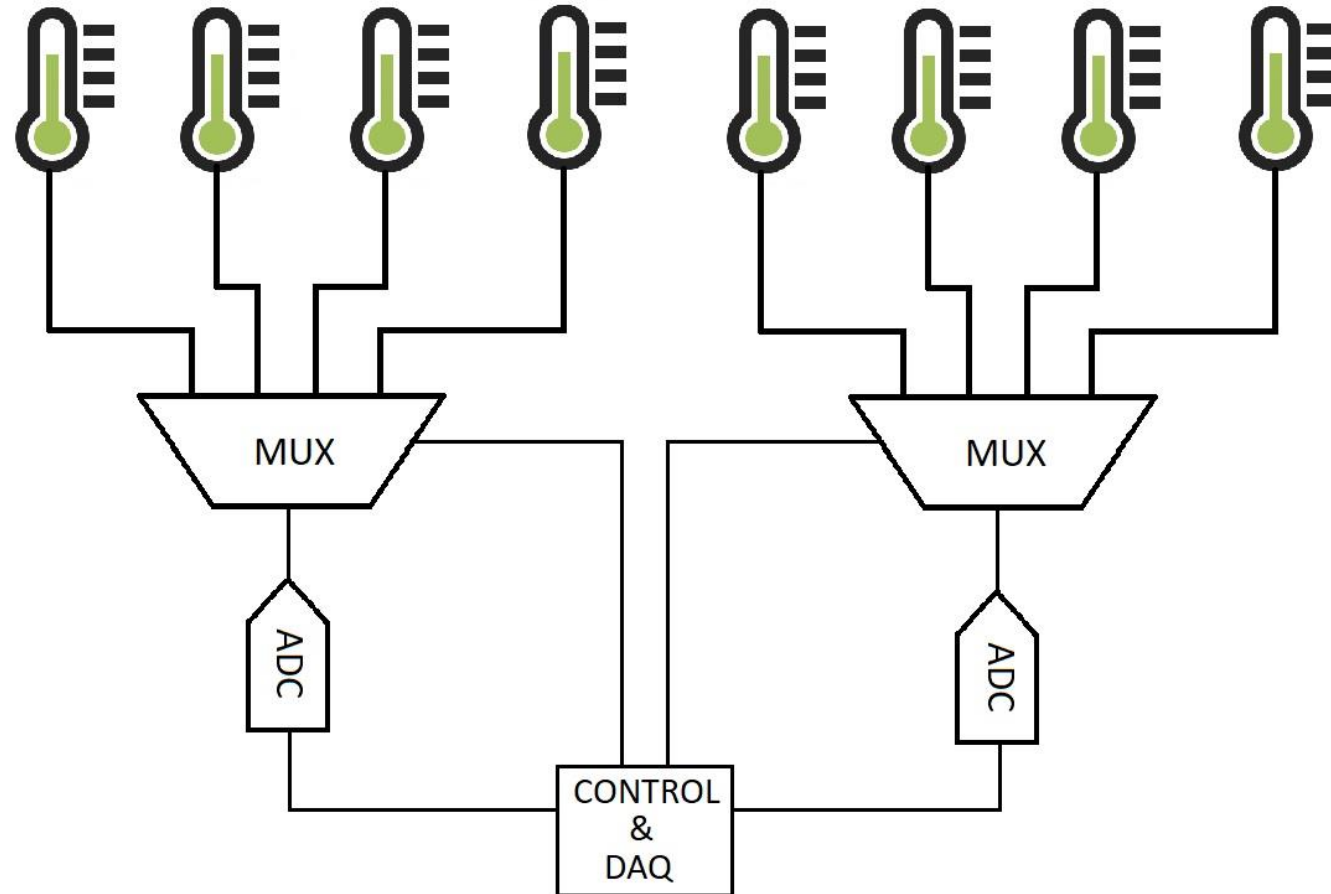 MUX
MUX
ADC
ADC
CONTROL
&
DAQ